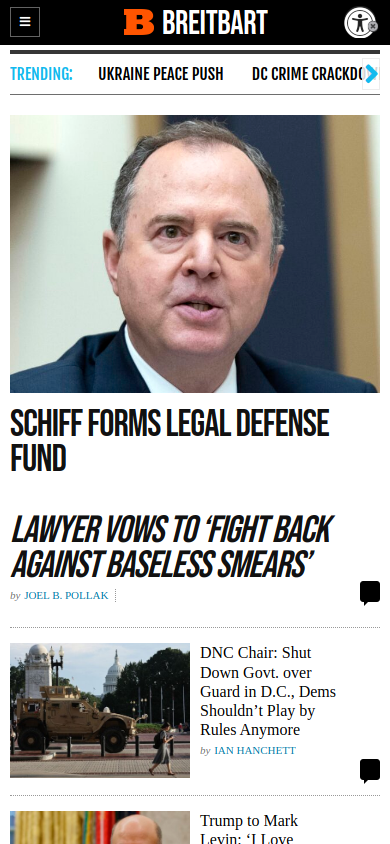 B BREITBART
TRENDING:
UKRAINE PEACE PUSH
DC CRIME CRACKDO
SCHIFF FORMS LEGAL DEFENSE
FUND
LAWYER VOWS TO ‘FIGHT BACK
AGAINST BASELESS SMEARS’
by JOEL B. POLLAK
DNC Chair: Shut
Down Govt. over
Guard in D.C., Dems
Shouldn’t Play by
Rules Anymore
by IAN HANCHETT
Trump to Mark
Levin: ‘I Love